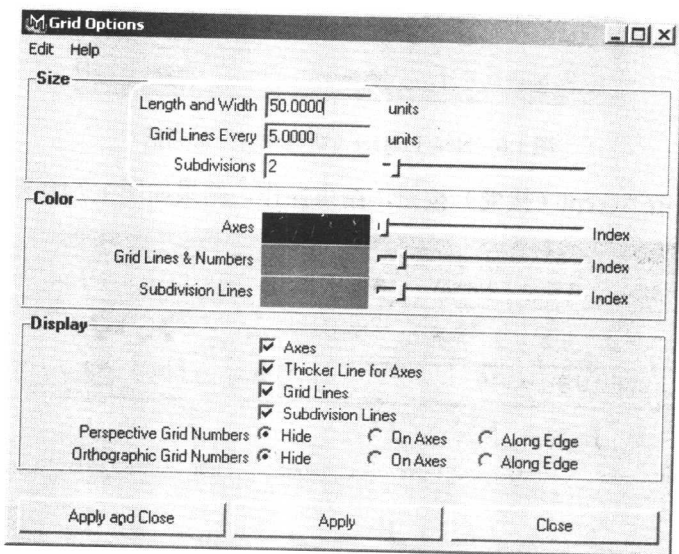 Grid Options
Edit Help
Size
Length and Width 50.0000 units
Grid Lines Every 5.0000 units
Subdivisions 2
Color
Axes Index
Grid Lines & Numbers Index
Subdivision Lines Index
Display
Axes
Thicker Line for Axes
Grid Lines
Subdivision Lines
Perspective Grid Numbers Hide On Axes Along Edge
Orthographic Grid Numbers Hide On Axes Along Edge
Apply and Close Apply Close